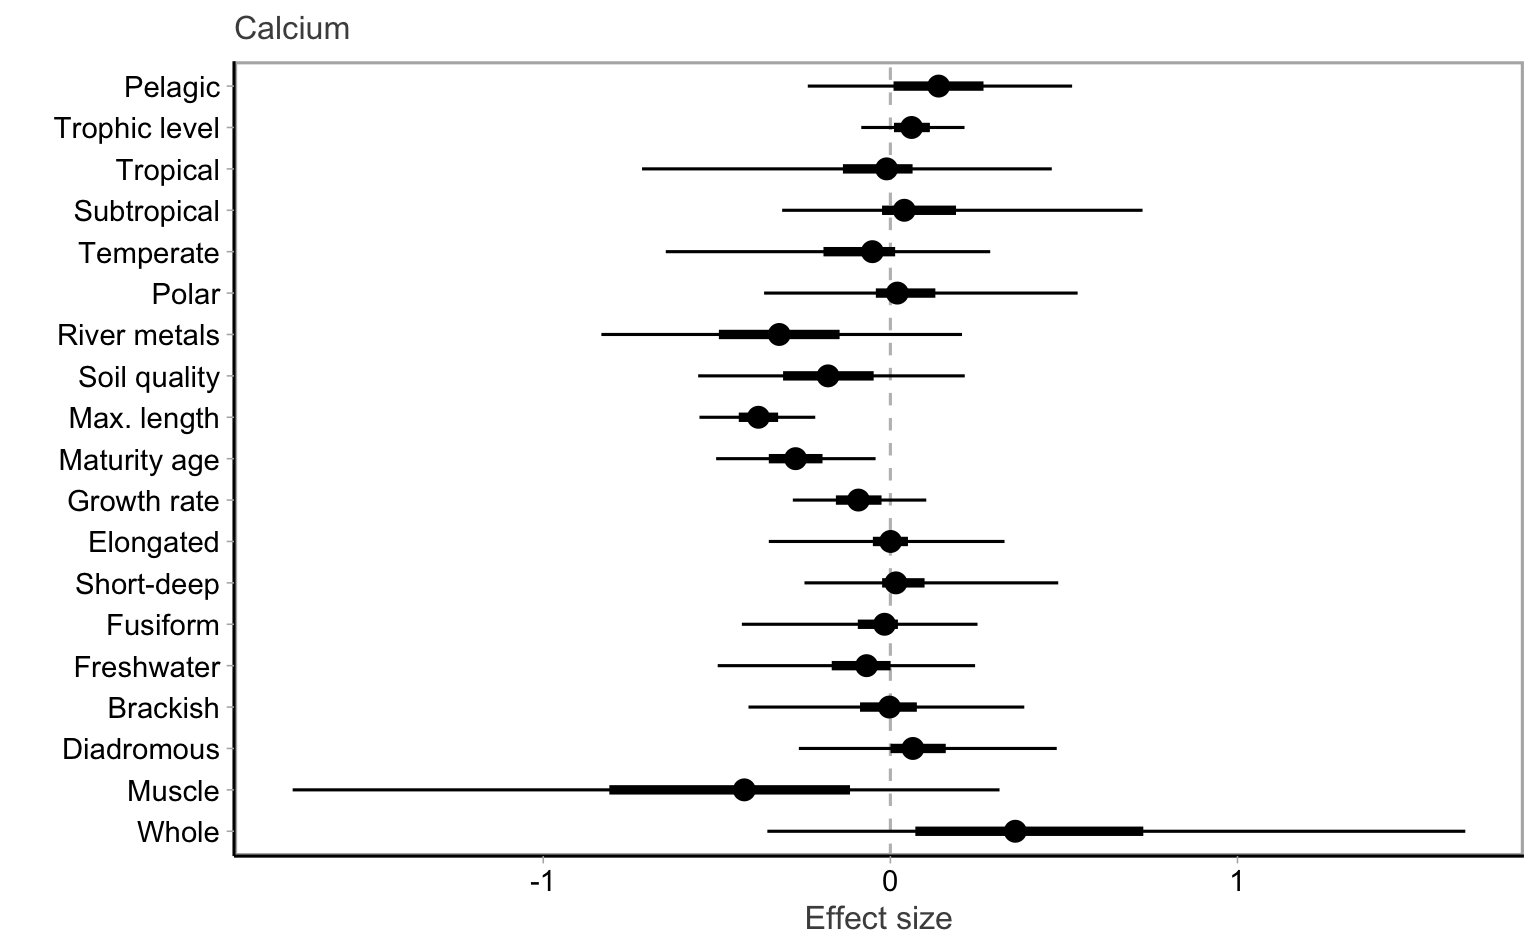 Calcium
Pelagic
Trophic level
Tropical
Subtropical
Temperate
Polar
River metals
Soil quality
Max. length
Maturity age
Growth rate
Elongated
Short-deep
Fusiform
Freshwater
Brackish
Diadromous
Muscle
Whole
-1 0 1
Effect size